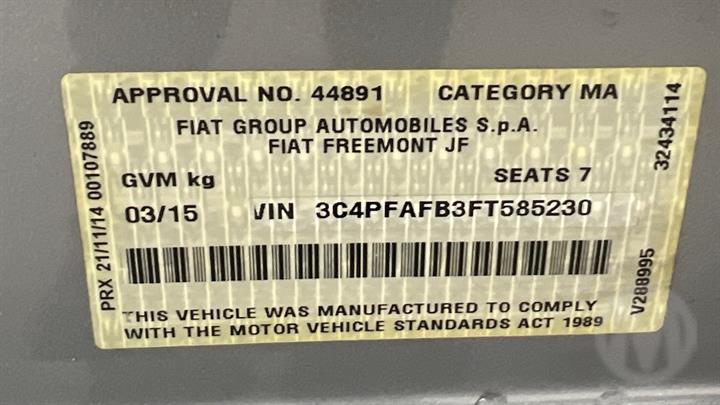 APPROVAL NO. 44891 CATEGORY MA
FIAT GROUP AUTOMOBILES S.p.A.
FIAT FREEMONT JF
GVM kg SEATS 7
03/15 VIN 3C4PFAFB3FT585230
THIS VEHICLE WAS MANUFACTURED TO COMPLY
WITH THE MOTOR VEHICLE STANDARDS ACT 1989
PRX 21/11/14 00107889
32434114
V288995
M